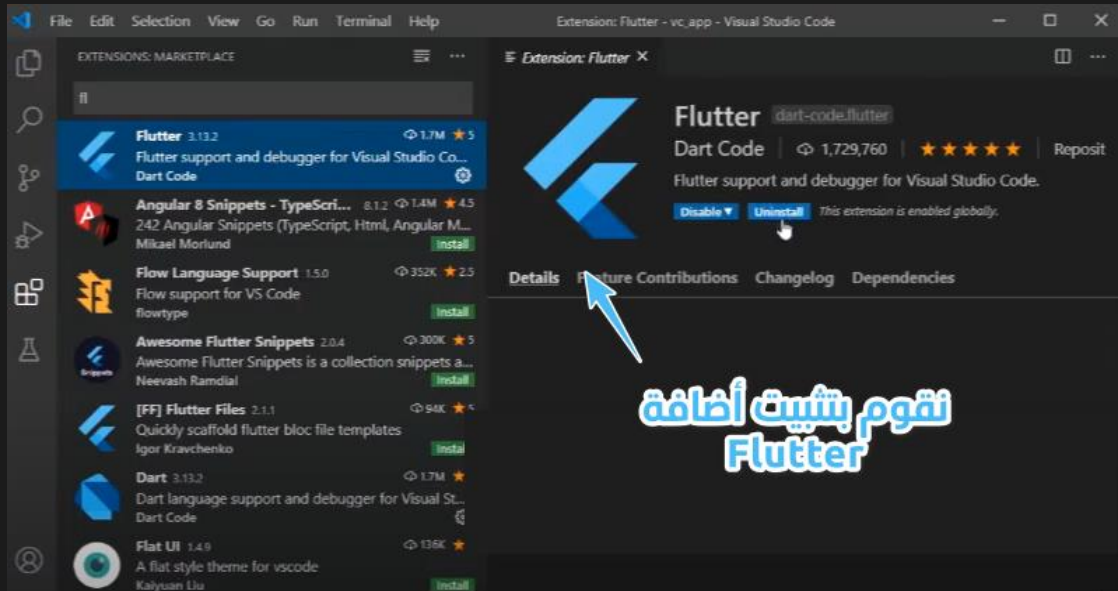 File Edit Selection View Go Run Terminal Help
Extension: Flutter - vc_app - Visual Studio Code
EXTENSIONS: MARKETPLACE
fl
Flutter 3.13.2 1.7M 5
Flutter support and debugger for Visual Studio Co...
Dart Code
Angular 8 Snippets - TypeScri... 8.1.2 1.4M 4.5
242 Angular Snippets (TypeScript, Html, Angular M...
Mikael Morlund Install
Flow Language Support 1.5.0 352K 2.5
Flow support for VS Code
flowtype Install
Awesome Flutter Snippets 2.0.4 300K 5
Awesome Flutter Snippets is a collection snippets a...
Neevash Ramdial Install
[FF] Flutter Files 2.1.1 94K
Quickly scaffold flutter bloc file templates
Igor Kravchenko Instal
Dart 3.13.2 1.7M
Dart language support and debugger for Visual St...
Dart Code
Flat UI 1.4.9 136K
A flat style theme for vscode
Kaiyuan Liu Install
Extension: Flutter
Flutter dart-code.flutter
Dart Code 1,729,760 Reposit
Flutter support and debugger for Visual Studio Code.
Disable Uninstall This extension is enabled globally.
Details Feature Contributions Changelog Dependencies
نقوم بتثبيت أضافة
Flutter